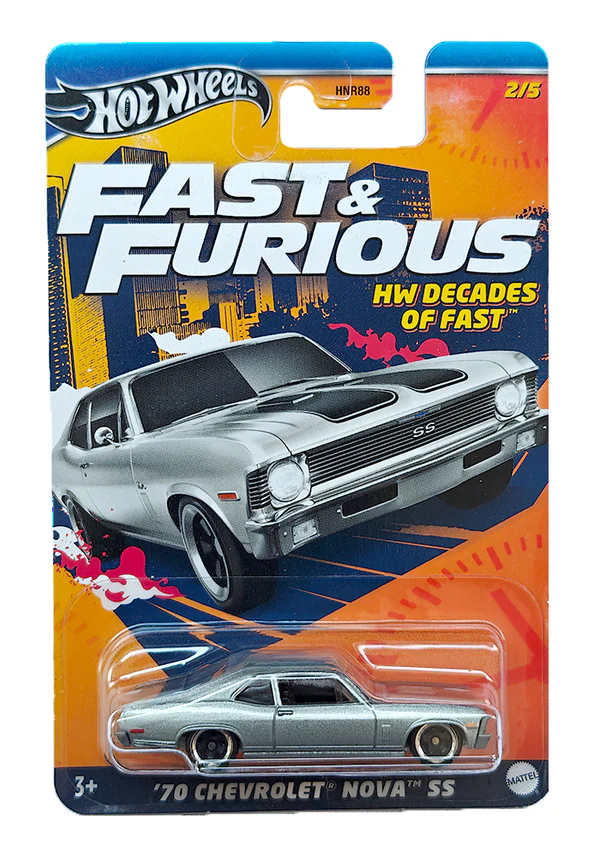 HOT WHEELS
HNR88
2/5
FAST &
FURIOUS
HW DECADES
OF FAST™
SS
3+
'70 CHEVROLET® NOVA™ SS
MATTEL